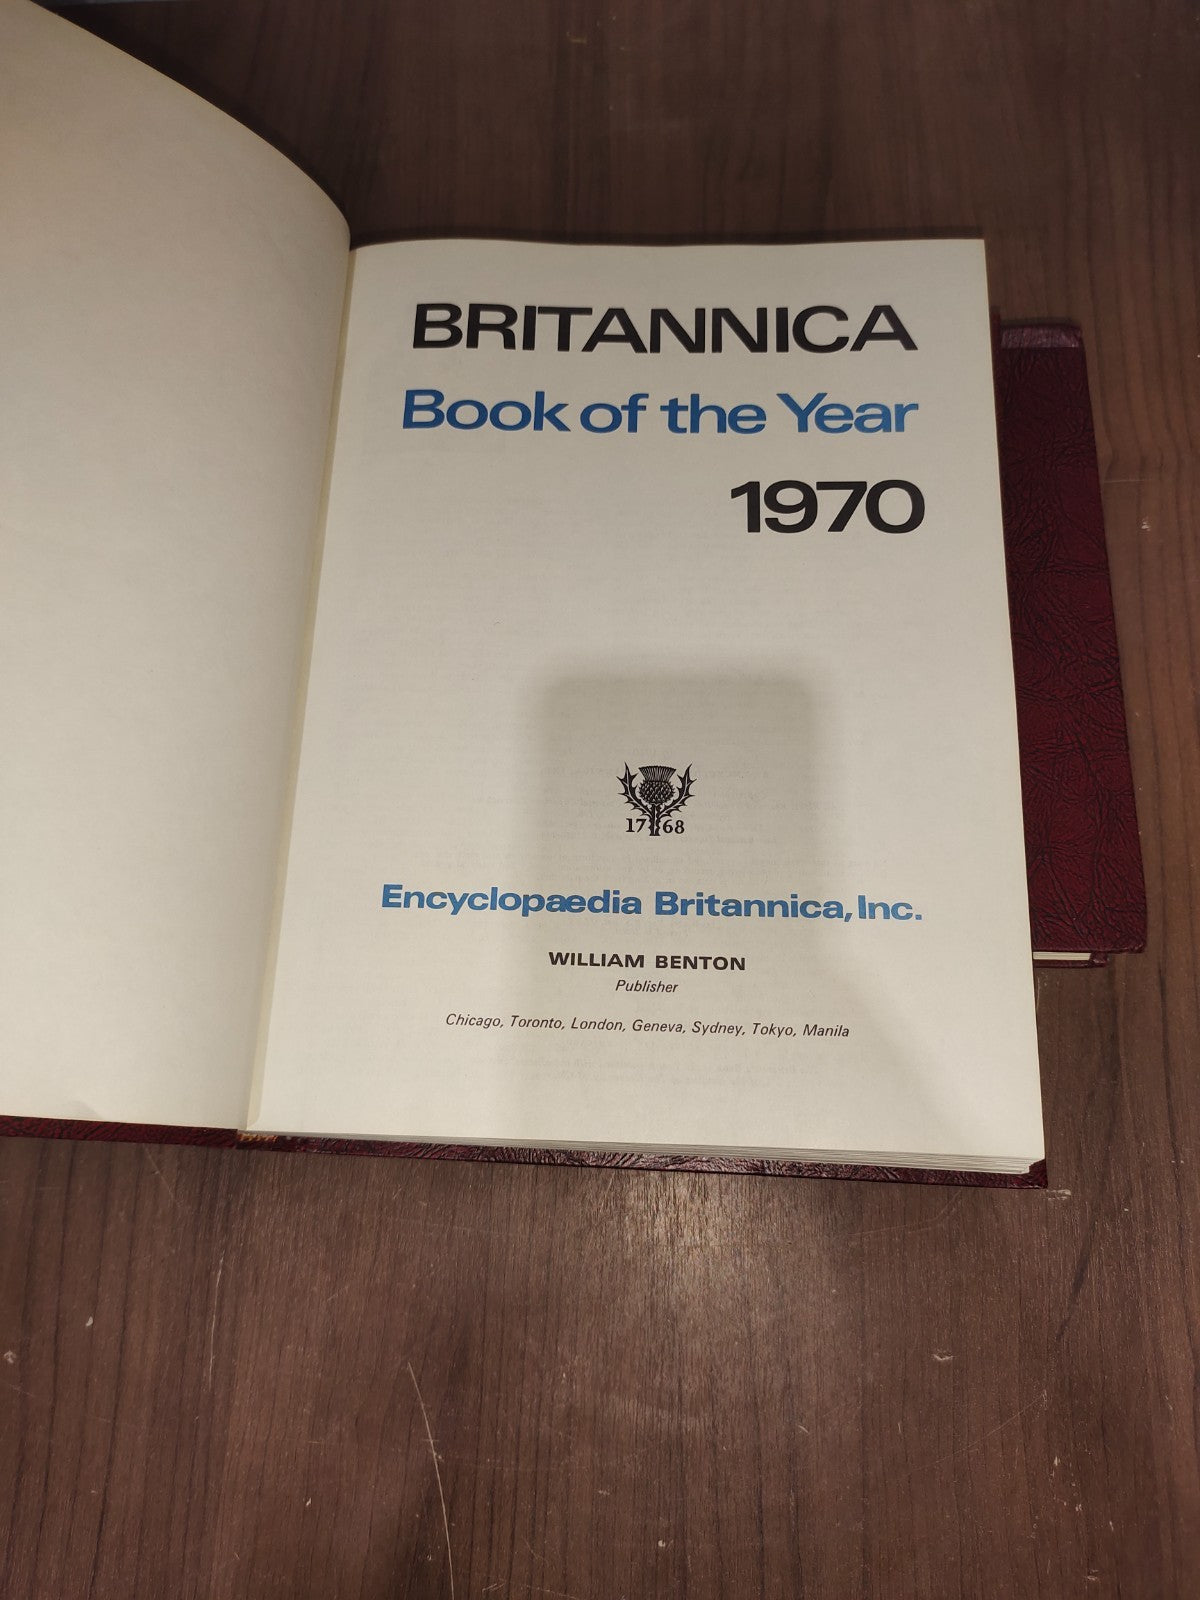 BRITANNICA
Book of the Year
1970
17 68
Encyclopaedia Britannica, Inc.
WILLIAM BENTON
Publisher
Chicago, Toronto, London, Geneva, Sydney, Tokyo, Manila